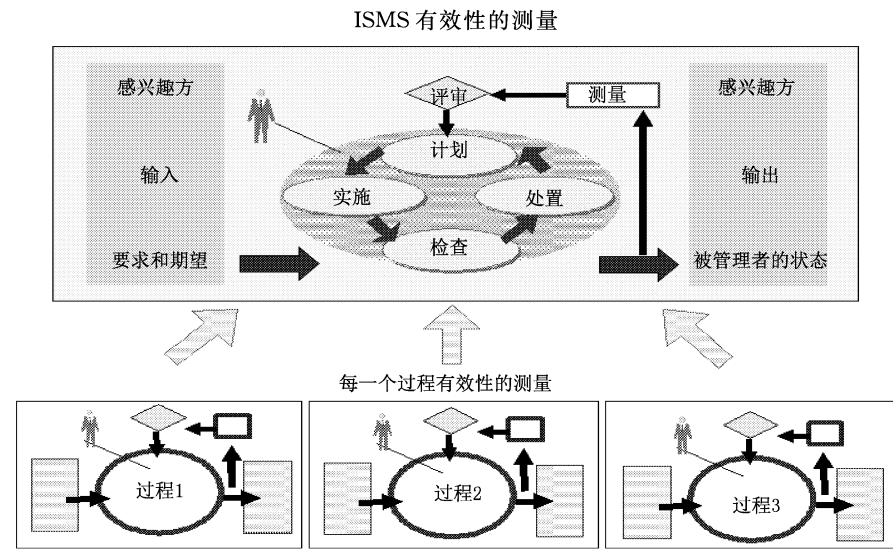 ISMS 有效性的测量
感兴趣方
评审
测量
感兴趣方
计划
输入
实施
处置
输出
检查
要求和期望
被管理者的状态
每一个过程有效性的测量
过程1
过程2
过程3